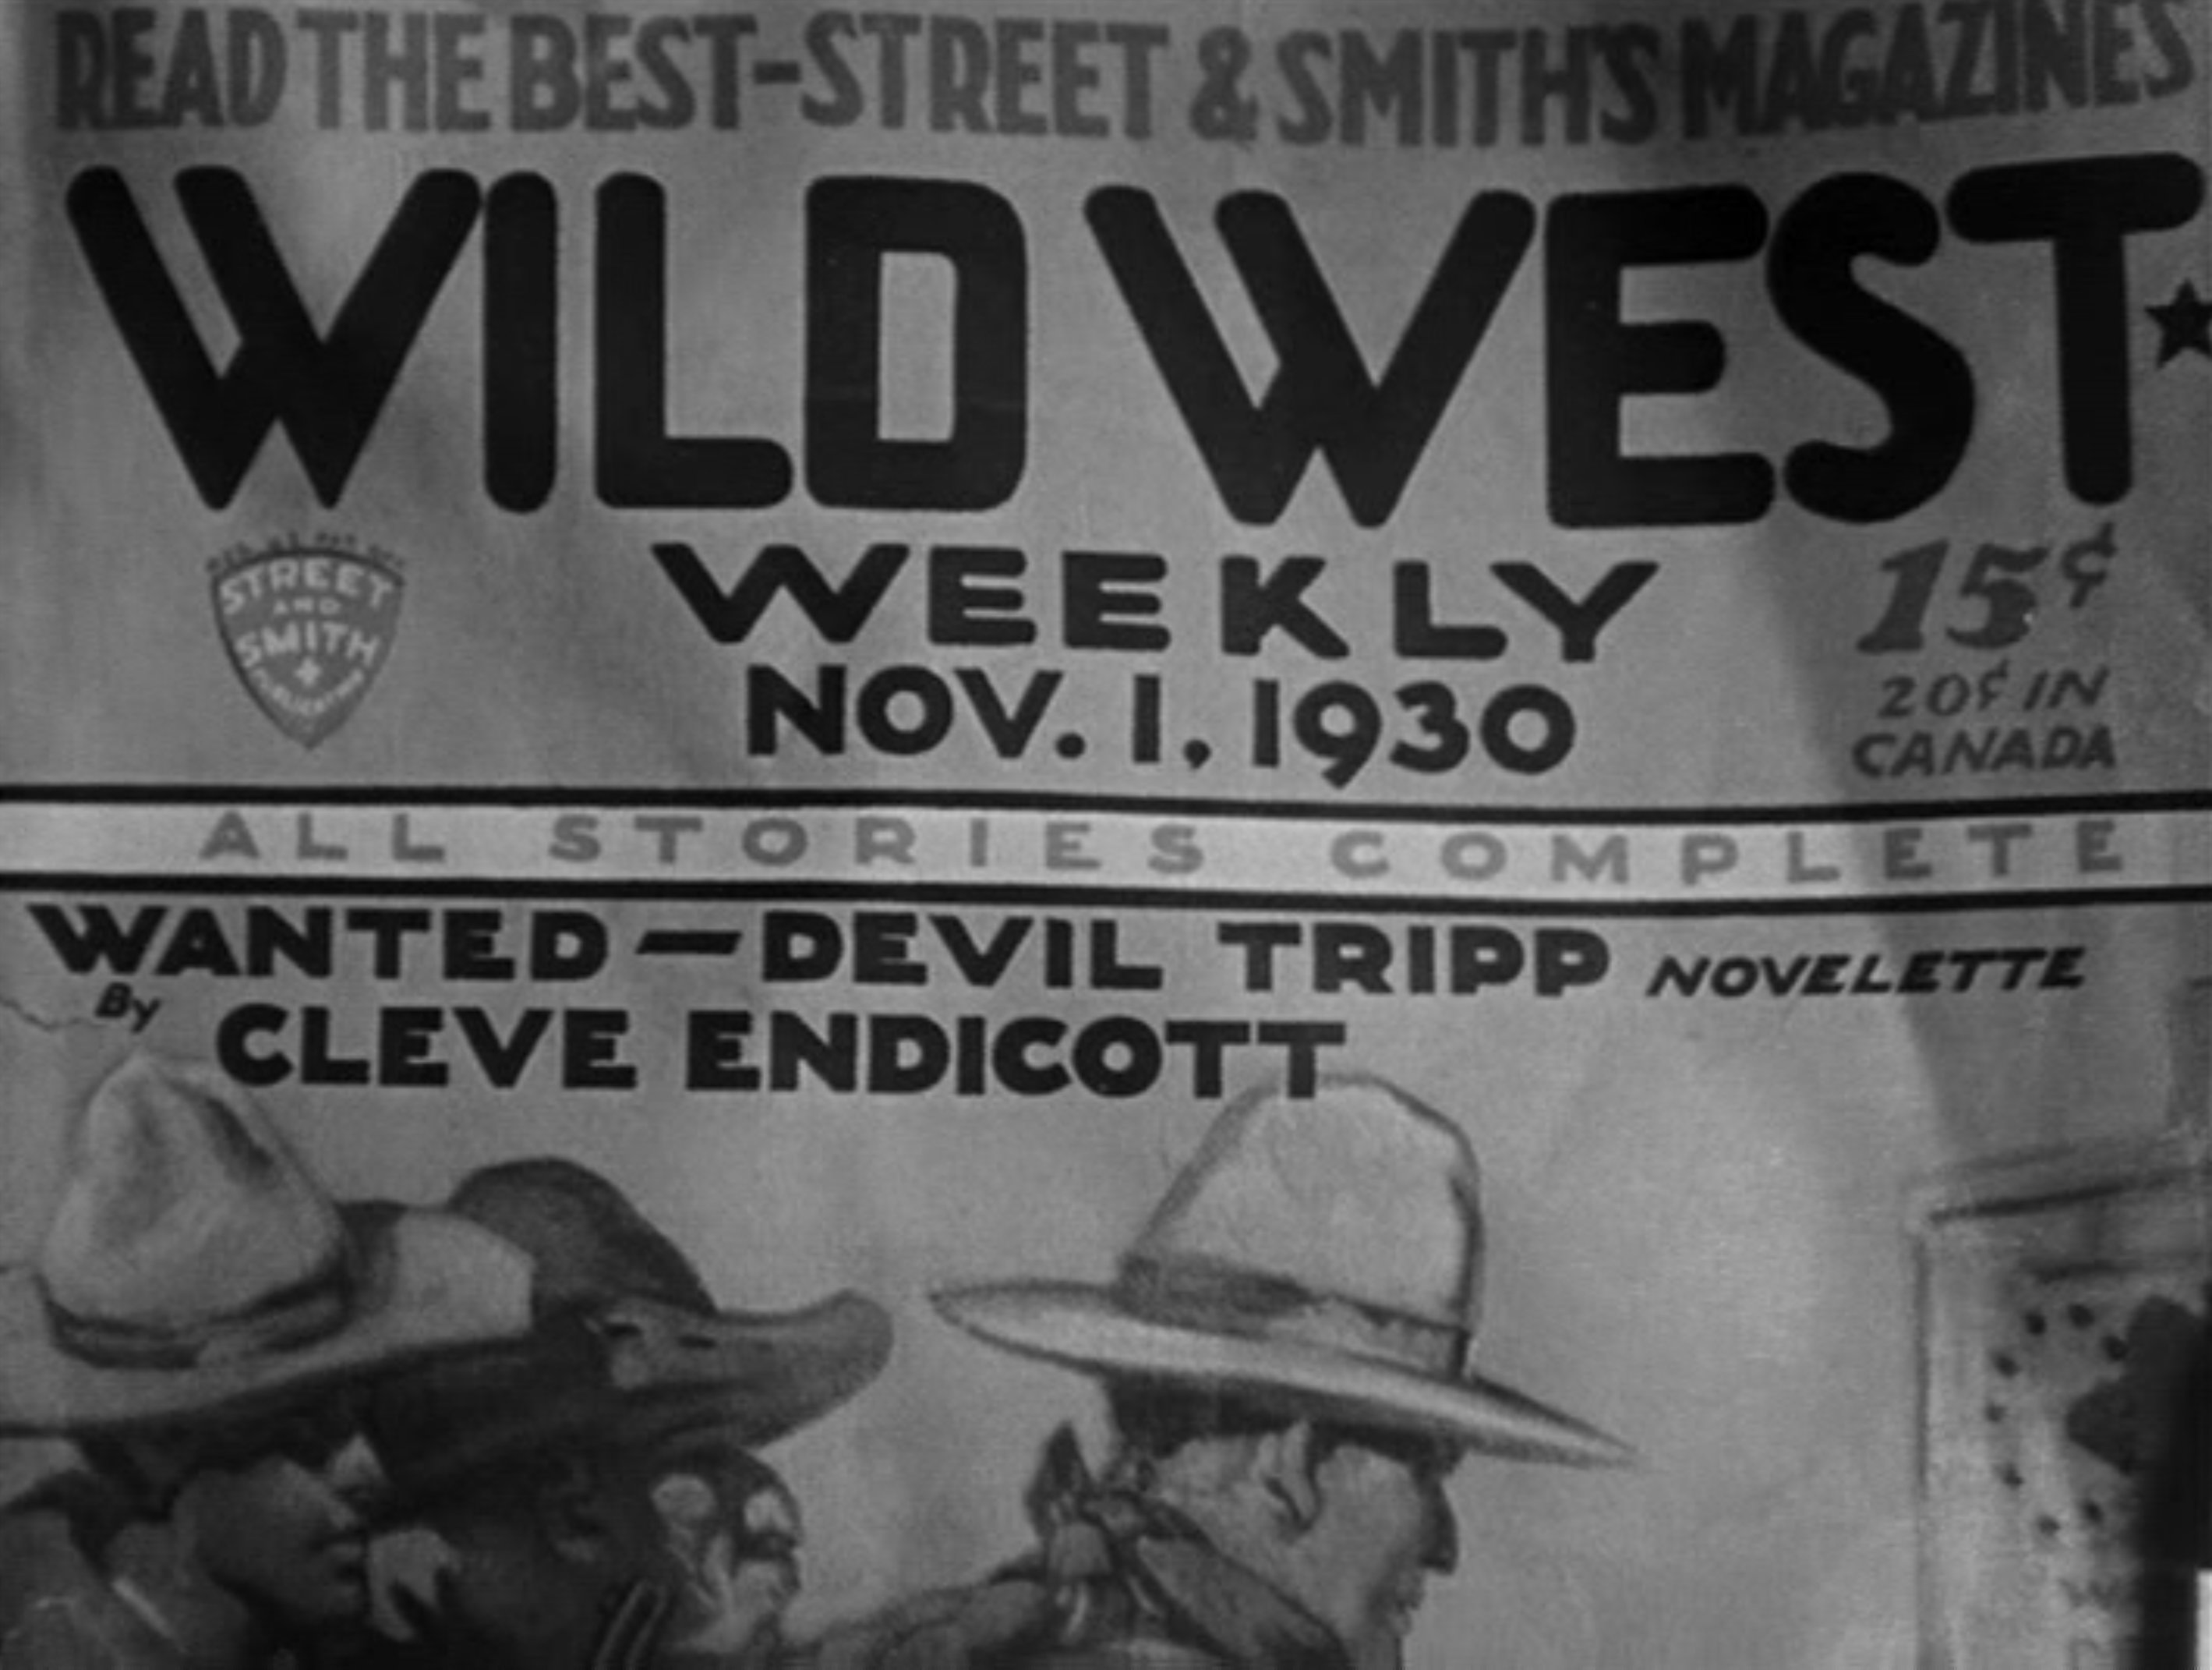 READ THE BEST-STREET & SMITH'S MAGAZINES
WILD WEST
WEEKLY
NOV. 1, 1930
15¢
20¢ IN
CANADA
STREET
AND
SMITH
PUBLICATION
ALL STORIES COMPLETE
WANTED—DEVIL TRIPP NOVELETTE
By CLEVE ENDICOTT